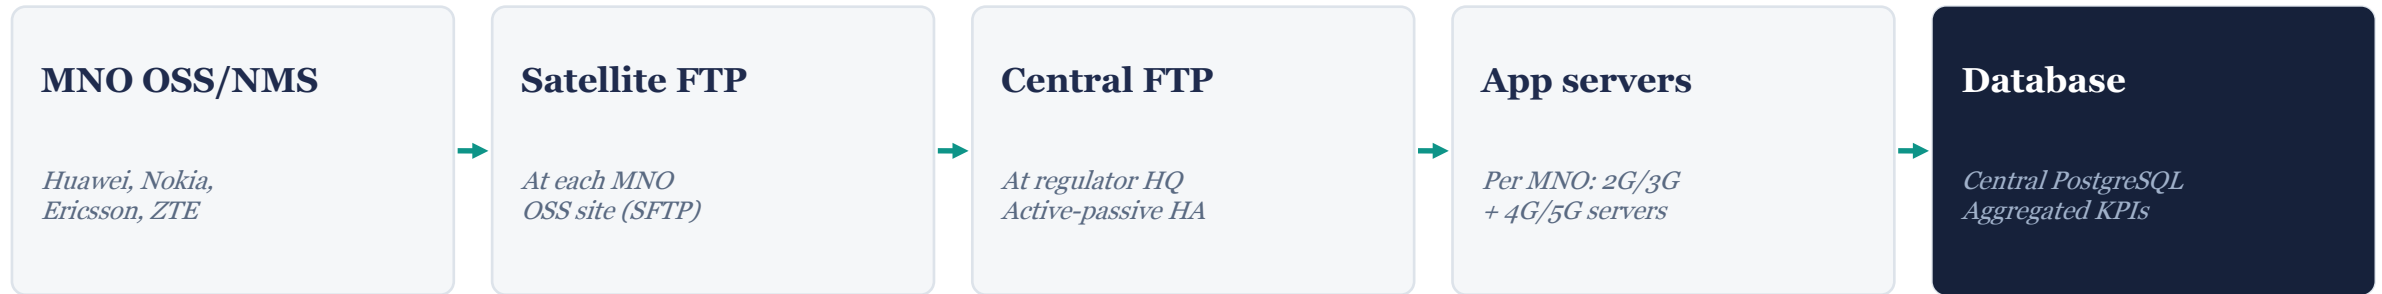 MNO OSS/NMS
Huawei, Nokia,
Ericsson, ZTE
Satellite FTP
At each MNO
OSS site (SFTP)
Central FTP
At regulator HQ
Active-passive HA
App servers
Per MNO: 2G/3G
+ 4G/5G servers
Database
Central PostgreSQL
Aggregated KPIs